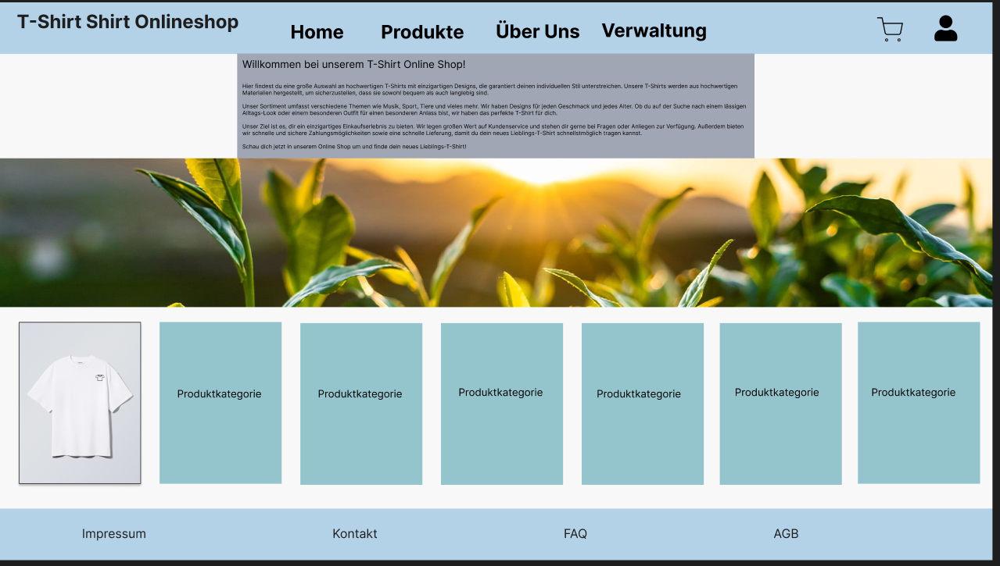 T-Shirt Shirt Onlineshop
Home
Produkte
Über Uns
Verwaltung
Willkommen bei unserem T-Shirt Online Shop!
Hier findest du eine große Auswahl an hochwertigen T-Shirts mit einzigartigen Designs, die garantiert deinen individuellen Stil unterstreichen. Unsere T-Shirts werden aus hochwertigen
Materialien hergestellt, um sicherzustellen, dass sie sowohl bequem als auch langlebig sind.
Unser Sortiment umfasst verschiedene Themen wie Musik, Sport, Tiere und vieles mehr. Wir haben Designs für jeden Geschmack und jedes Alter. Ob du auf der Suche nach einem lässigen
Alltags-Look oder einem besonderen Outfit für einen besonderen Anlass bist, wir haben das perfekte T-Shirt für dich.
Unser Ziel ist es, dir ein einzigartiges Einkaufserlebnis zu bieten. Wir legen großen Wert auf Kundenservice und stehen dir gerne bei Fragen oder Anliegen zur Verfügung. Außerdem bieten
wir schnelle und sichere Zahlungsmöglichkeiten sowie eine schnelle Lieferung, damit du dein neues Lieblings-T-Shirt schnellstmöglich tragen kannst.
Schau dich jetzt in unserem Online Shop um und finde dein neues Lieblings-T-Shirt!
Produktkategorie
Produktkategorie
Produktkategorie
Produktkategorie
Produktkategorie
Produktkategorie
Impressum
Kontakt
FAQ
AGB